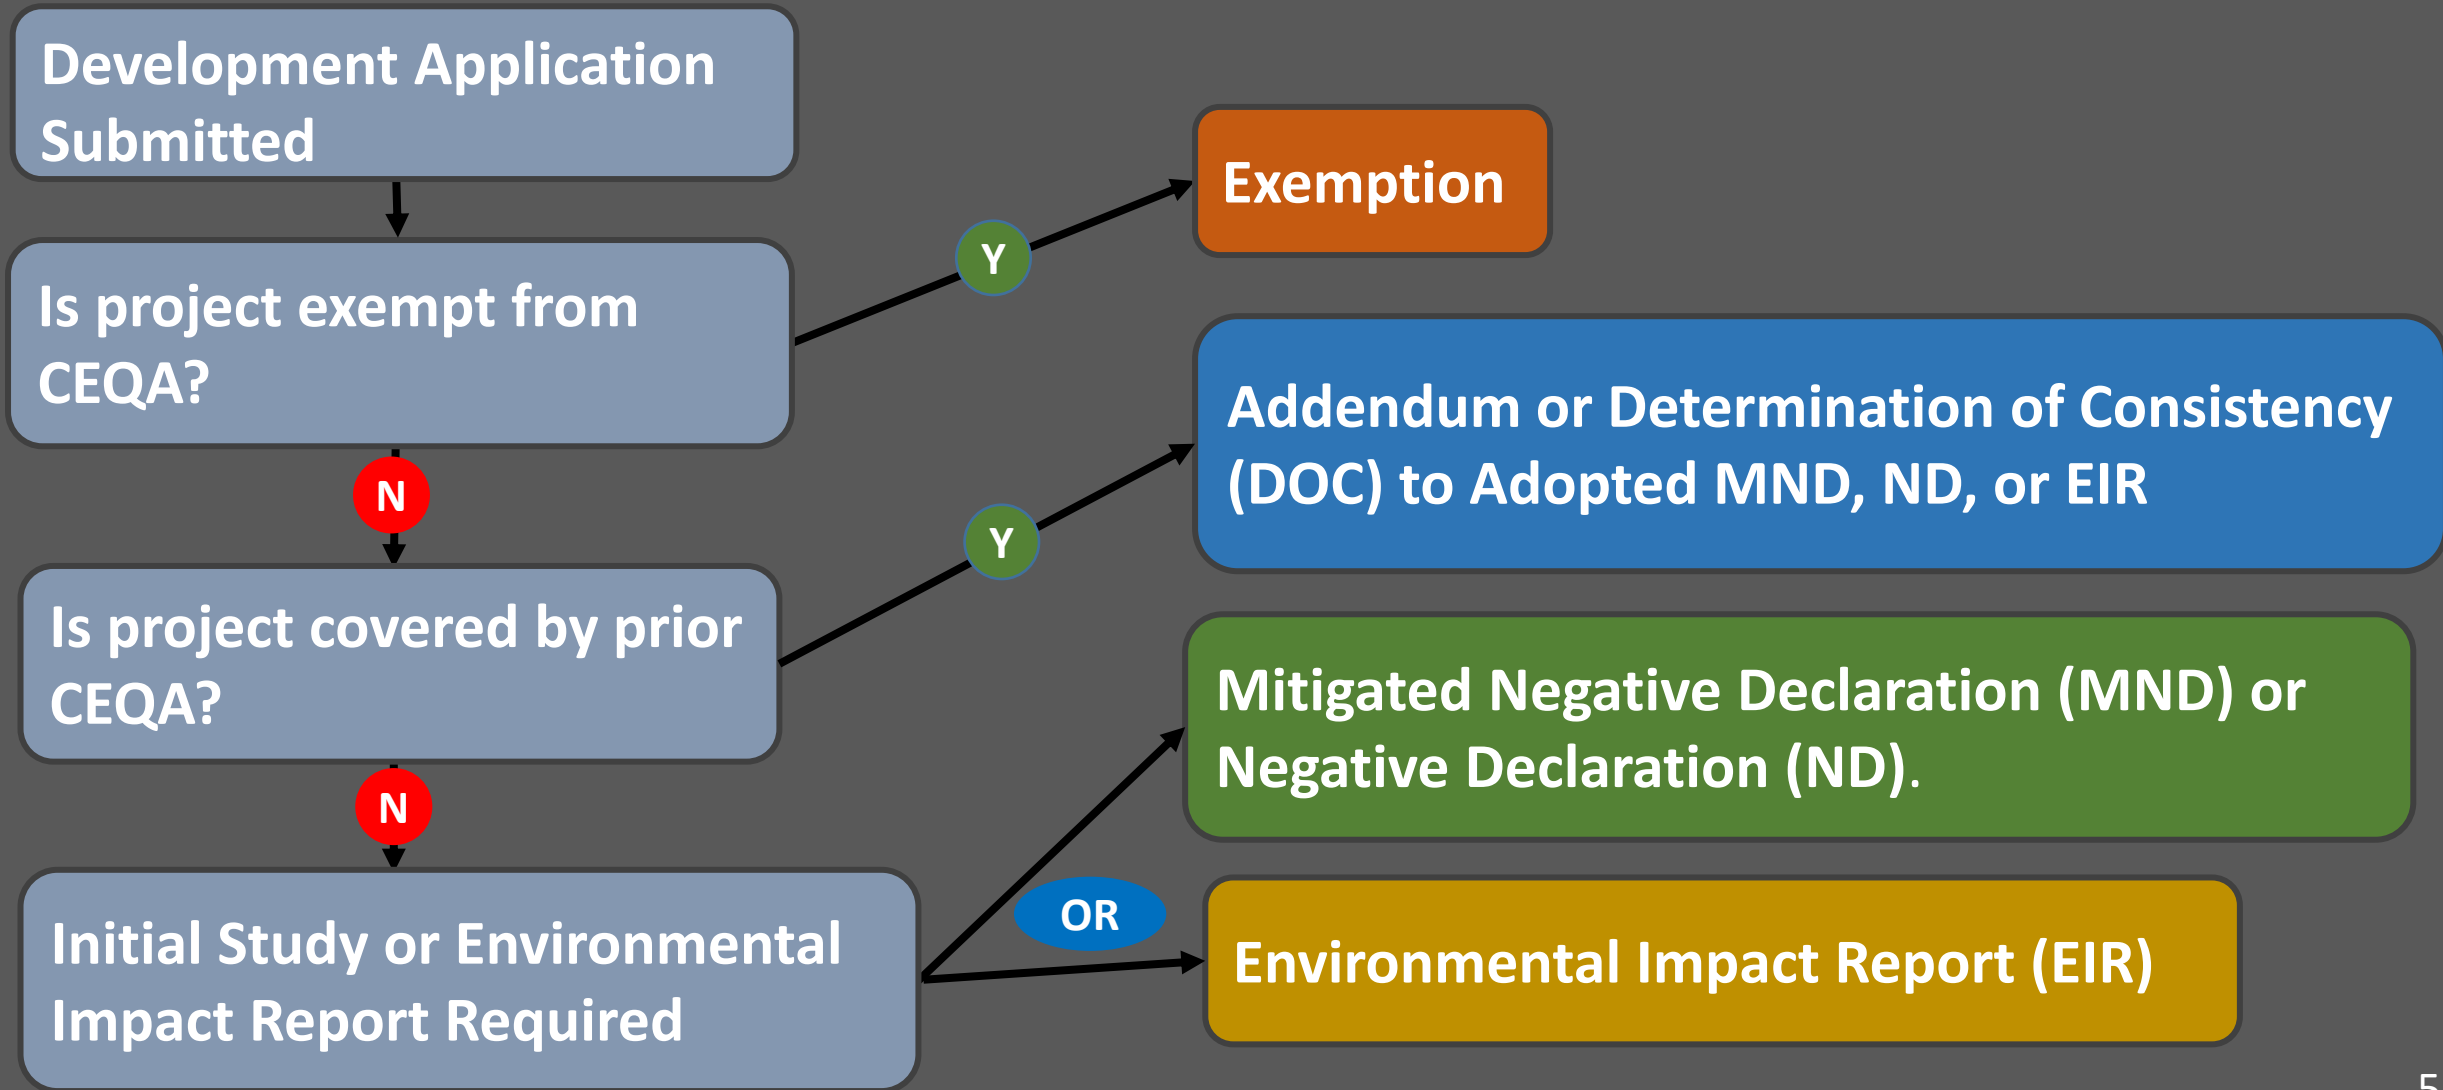 Development Application
Submitted
Exemption
Y
Is project exempt from
CEQA?
Addendum or Determination of Consistency
(DOC) to Adopted MND, ND, or EIR
N
Y
Is project covered by prior
CEQA?
Mitigated Negative Declaration (MND) or
Negative Declaration (ND).
N
OR
Initial Study or Environmental
Impact Report Required
Environmental Impact Report (EIR)
5